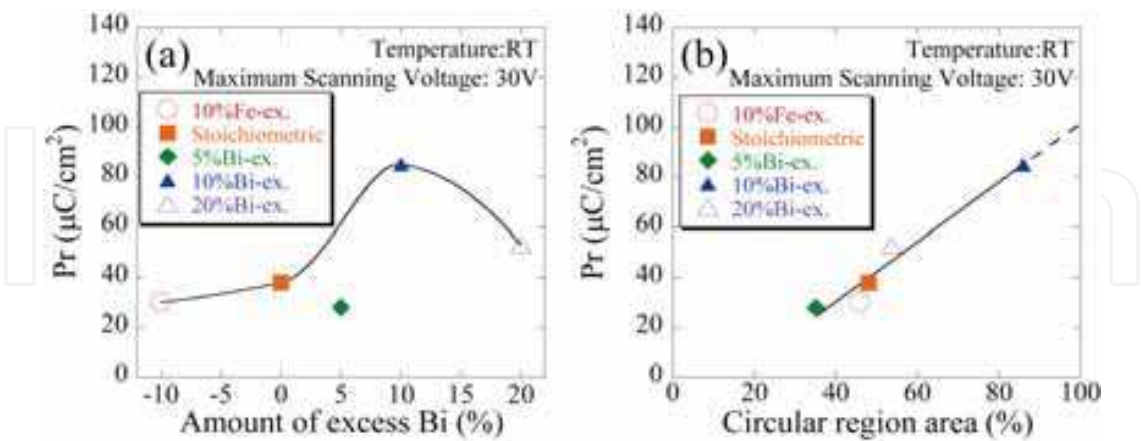 (a)
Temperature:RT
Maximum Scanning Voltage: 30V
10%Fe-ex.
Stoichiometric
5%Bi-ex.
10%Bi-ex.
20%Bi-ex.
Pr (μC/cm²)
140
120
100
80
60
40
20
0
-10 -5 0 5 10 15 20
Amount of excess Bi (%)
(b)
Temperature:RT
Maximum Scanning Voltage: 30V
10%Fe-ex.
Stoichiometric
5%Bi-ex.
10%Bi-ex.
20%Bi-ex.
Pr (μC/cm²)
140
120
100
80
60
40
20
0
0 20 40 60 80 100
Circular region area (%)